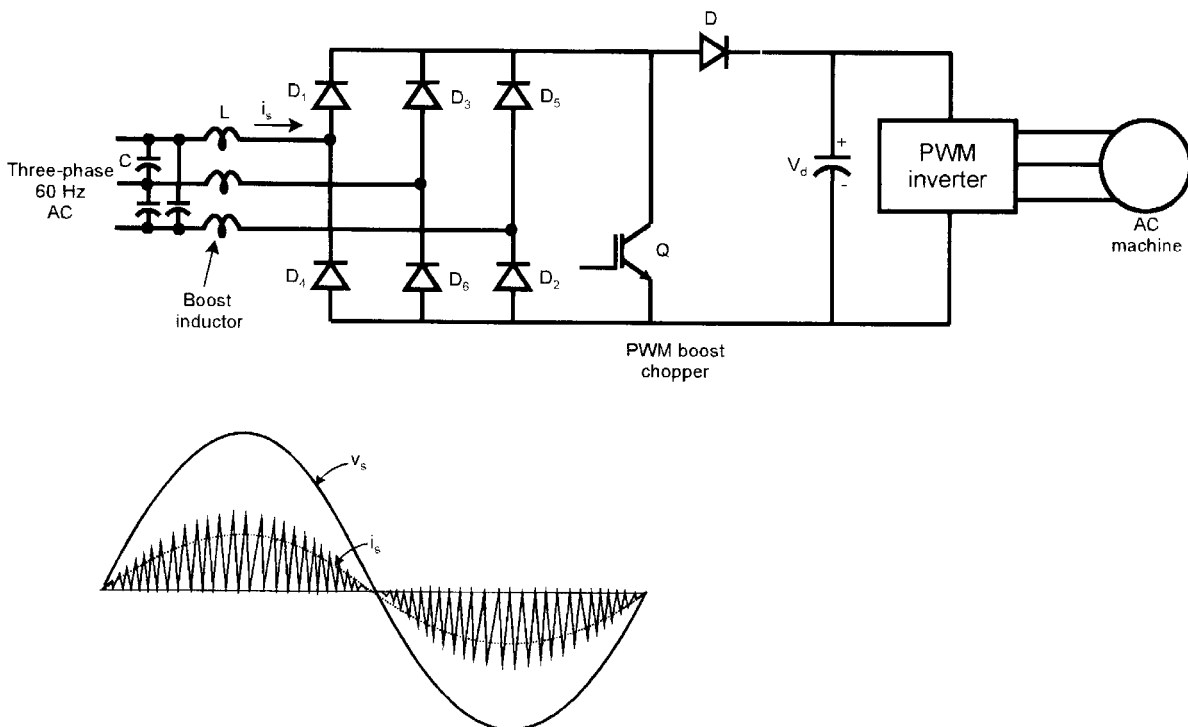 D
D1
D3
D5
L
is
C
Three-phase
60 Hz
AC
Vd
+
-
PWM
inverter
AC
machine
Q
D4
D6
D2
Boost
inductor
PWM boost
chopper
vs
is